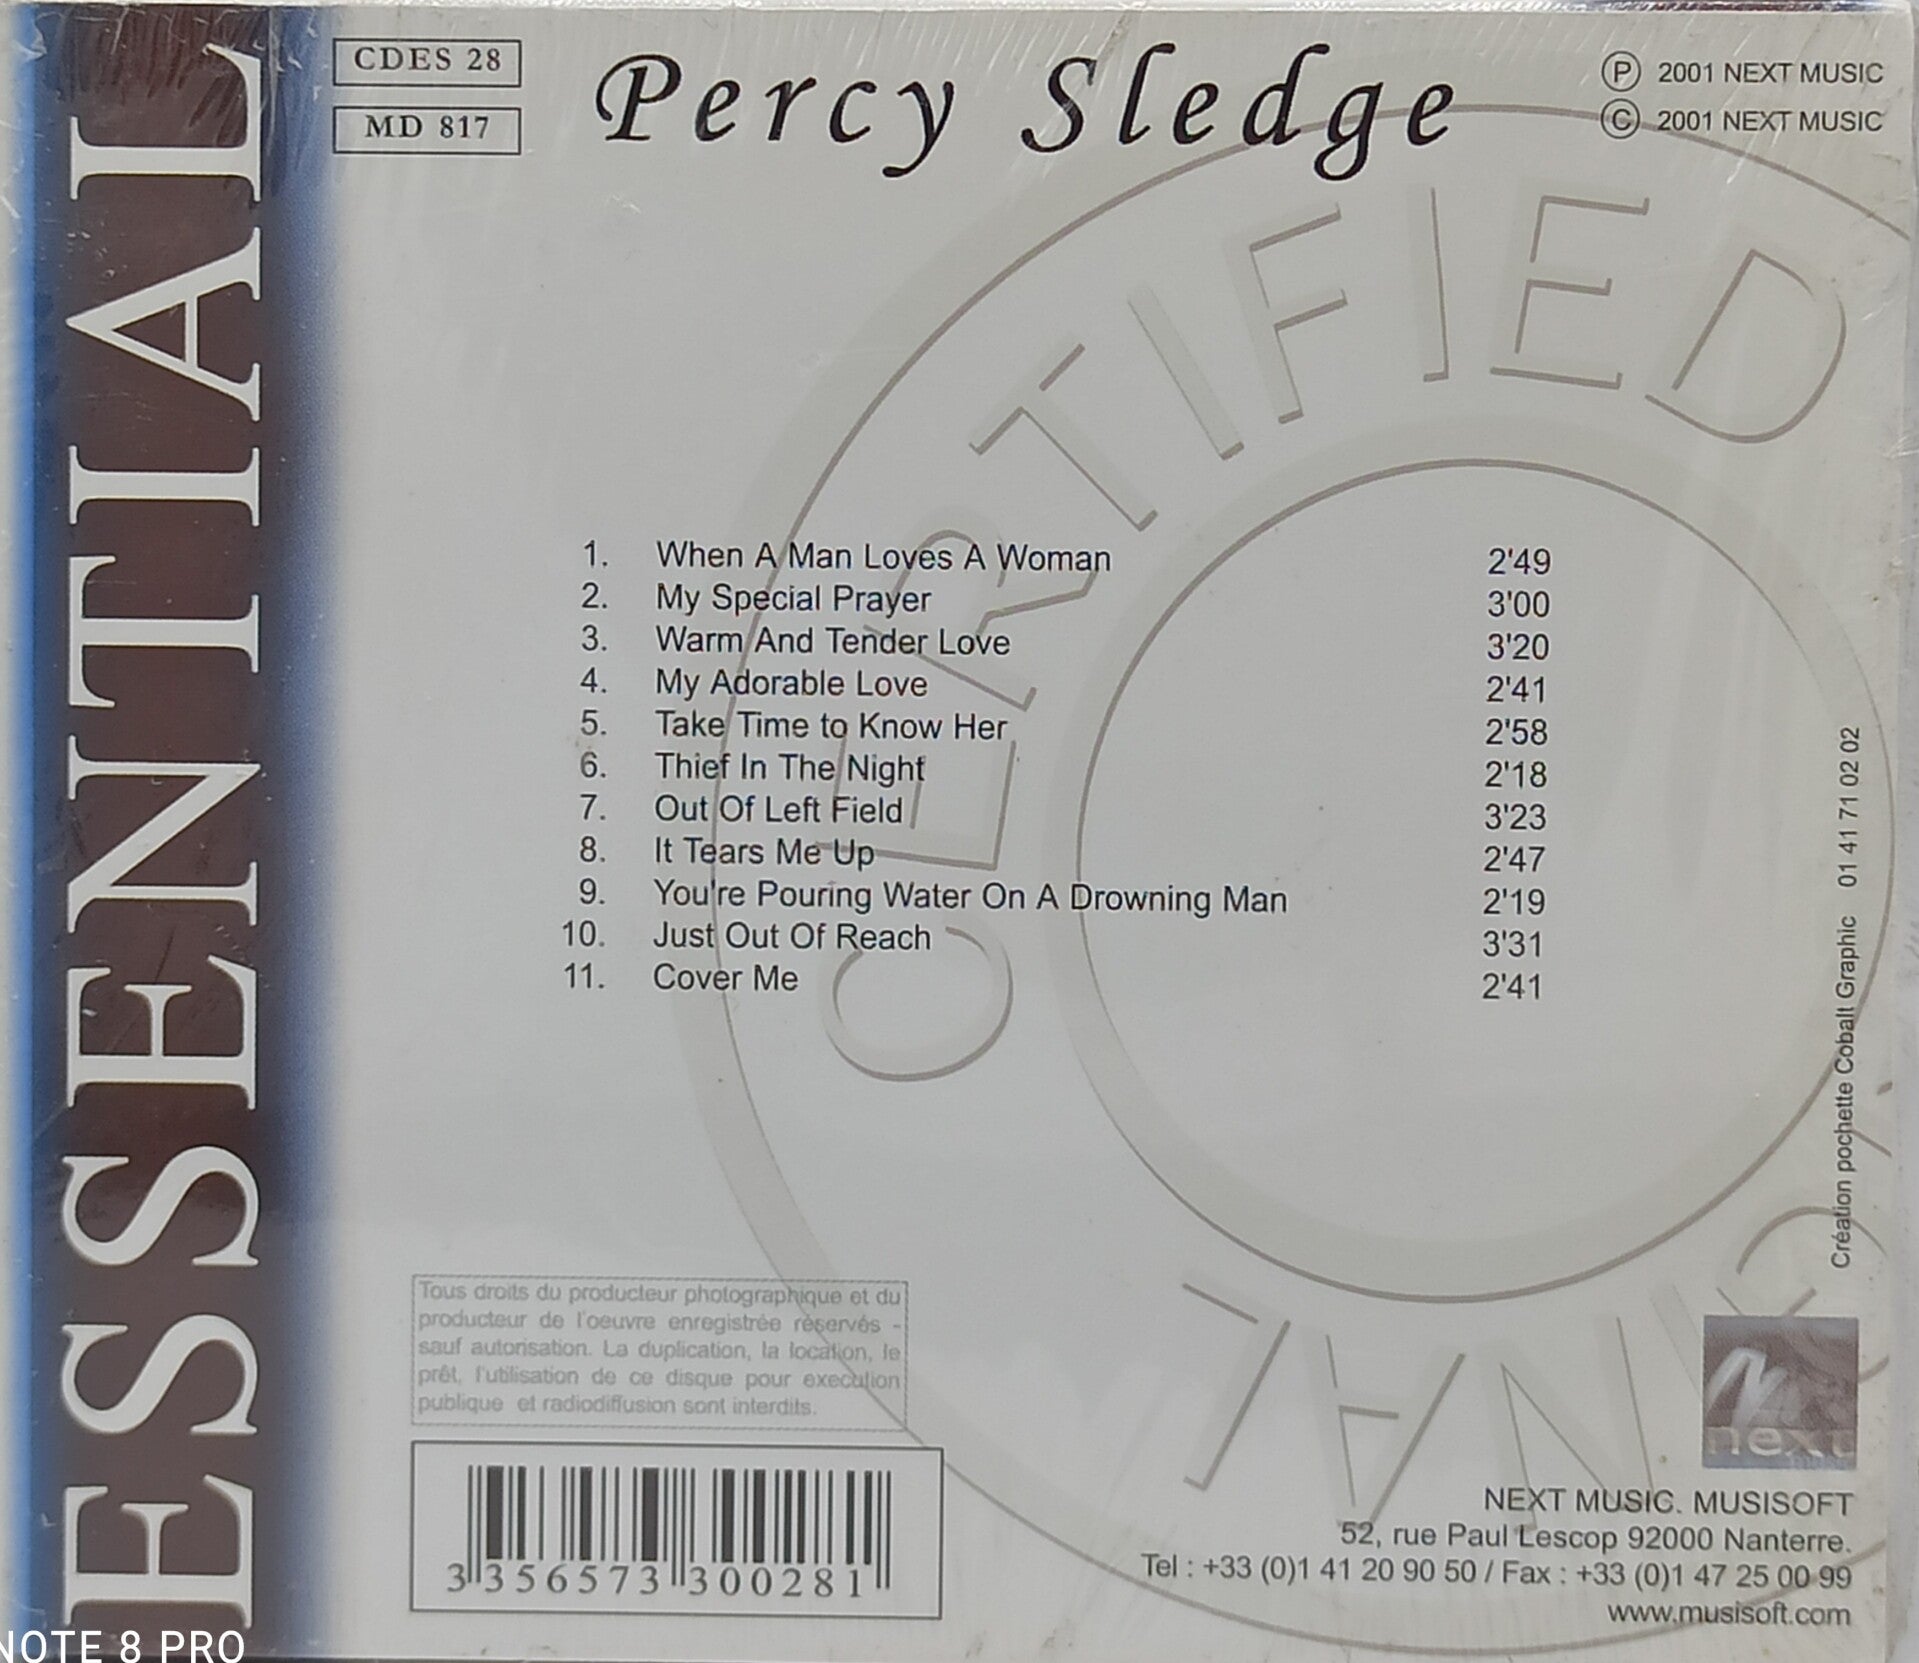 ESSENTIAL
CDES 28
MD 817
Percy Sledge
Ⓟ 2001 NEXT MUSIC
© 2001 NEXT MUSIC
CERTIFIED
1. When A Man Loves A Woman 2'49
2. My Special Prayer 3'00
3. Warm And Tender Love 3'20
4. My Adorable Love 2'41
5. Take Time to Know Her 2'58
6. Thief In The Night 2'18
7. Out Of Left Field 3'23
8. It Tears Me Up 2'47
9. You're Pouring Water On A Drowning Man 2'19
10. Just Out Of Reach 3'31
11. Cover Me 2'41
Création pochette Cobalt Graphic 01 41 71 02 02
Tous droits du producteur photographique et du
producteur de l'oeuvre enregistrée réservés -
sauf autorisation. La duplication, la location, le
prêt, l'utilisation de ce disque pour execution
publique et radiodiffusion sont interdits.
3 356573 300281
next
NEXT MUSIC. MUSISOFT
52, rue Paul Lescop 92000 Nanterre.
Tel : +33 (0)1 41 20 90 50 / Fax : +33 (0)1 47 25 00 99
www.musisoft.com
NOTE 8 PRO